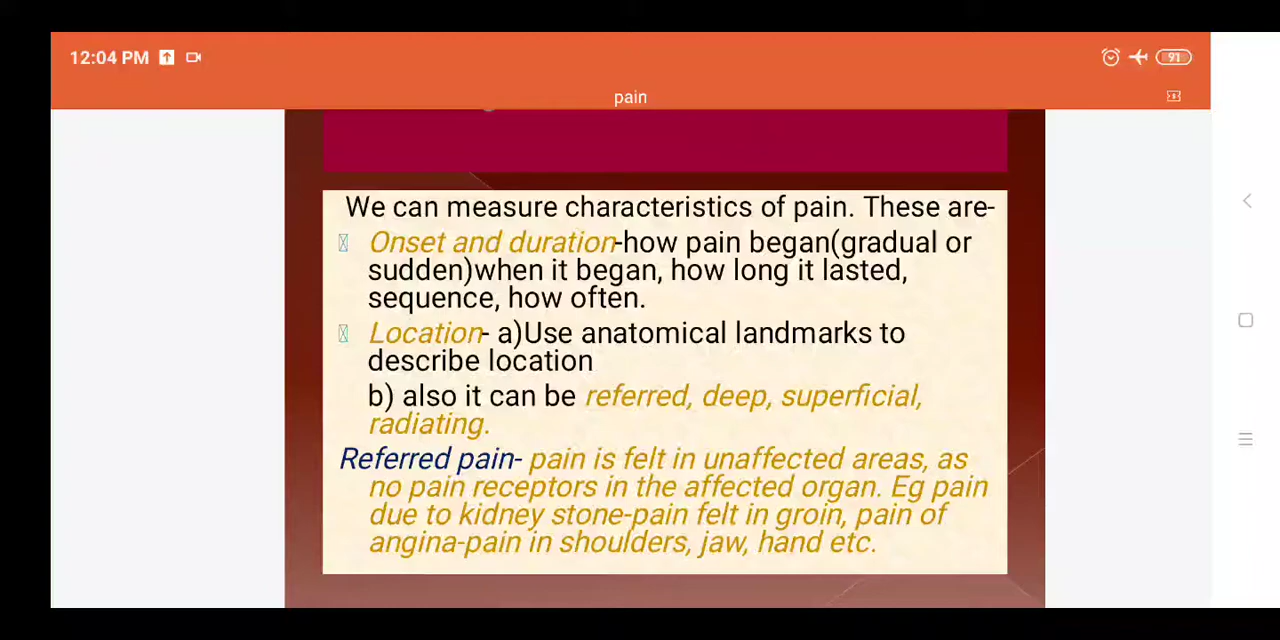 12:04 PM
91
pain
We can measure characteristics of pain. These are-
Onset and duration-how pain began(gradual or
sudden)when it began, how long it lasted,
sequence, how often.
Location- a)Use anatomical landmarks to
describe location
b) also it can be referred, deep, superficial,
radiating.
Referred pain- pain is felt in unaffected areas, as
no pain receptors in the affected organ. Eg pain
due to kidney stone-pain felt in groin, pain of
angina-pain in shoulders, jaw, hand etc.